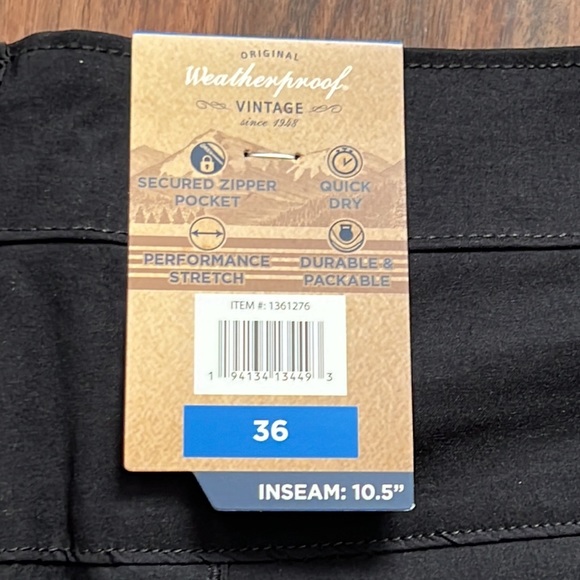 ORIGINAL
Weatherproof
VINTAGE
since 1948
SECURED ZIPPER
POCKET
QUICK
DRY
PERFORMANCE
STRETCH
DURABLE &
PACKABLE
ITEM #: 1361276
1 94134 13449 3
36
INSEAM: 10.5”